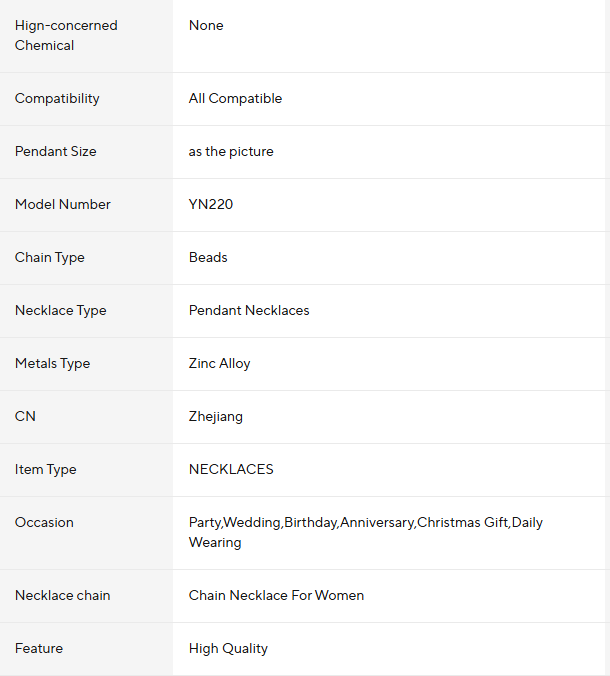 Hign-concerned
Chemical
None
Compatibility
All Compatible
Pendant Size
as the picture
Model Number
YN220
Chain Type
Beads
Necklace Type
Pendant Necklaces
Metals Type
Zinc Alloy
CN
Zhejiang
Item Type
NECKLACES
Occasion
Party,Wedding,Birthday,Anniversary,Christmas Gift,Daily
Wearing
Necklace chain
Chain Necklace For Women
Feature
High Quality